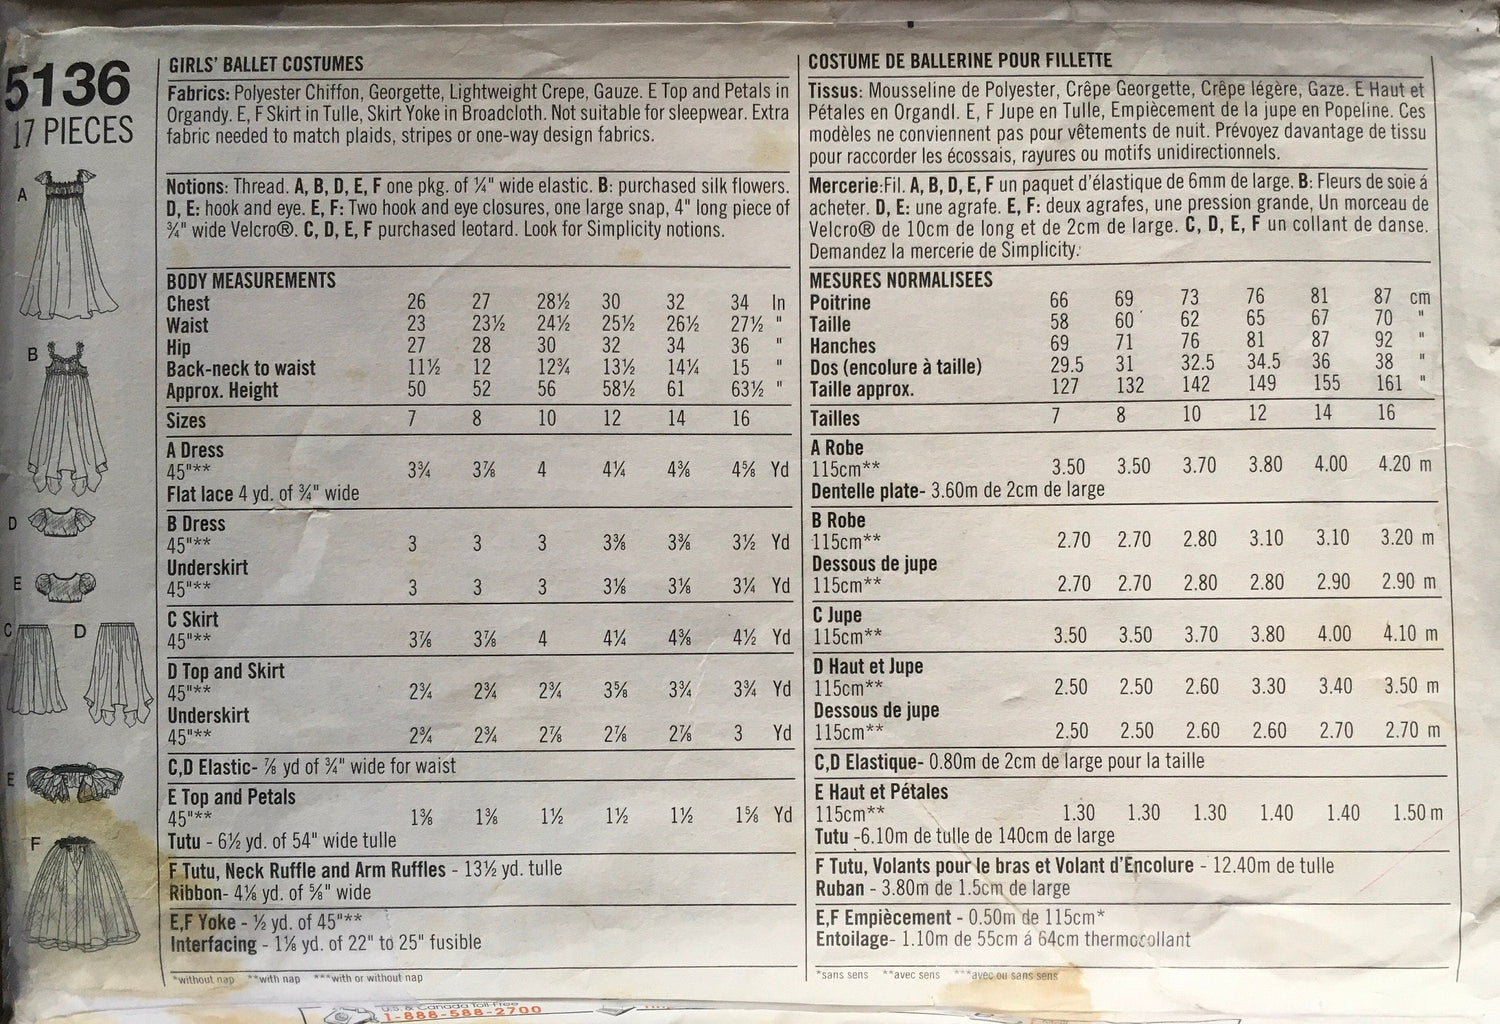 5136
17 PIECES
A
B
D
E
C D
E
F
GIRLS' BALLET COSTUMES
Fabrics: Polyester Chiffon, Georgette, Lightweight Crepe, Gauze. E Top and Petals in
Organdy. E, F Skirt in Tulle, Skirt Yoke in Broadcloth. Not suitable for sleepwear. Extra
fabric needed to match plaids, stripes or one-way design fabrics.
Notions: Thread. A, B, D, E, F one pkg. of ¼" wide elastic. B: purchased silk flowers.
D, E: hook and eye. E, F: Two hook and eye closures, one large snap, 4" long piece of
¾" wide Velcro®. C, D, E, F purchased leotard. Look for Simplicity notions.
BODY MEASUREMENTS
Chest 26 27 28½ 30 32 34 In
Waist 23 23½ 24½ 25½ 26½ 27½ "
Hip 27 28 30 32 34 36 "
Back-neck to waist 11½ 12 12¾ 13½ 14¼ 15 "
Approx. Height 50 52 56 58½ 61 63½ "
Sizes 7 8 10 12 14 16
A Dress
45"** 3¾ 3⅞ 4 4¼ 4⅜ 4⅝ Yd
Flat lace 4 yd. of ¾" wide
B Dress
45"** 3 3 3 3⅜ 3⅜ 3½ Yd
Underskirt
45"** 3 3 3 3⅛ 3⅛ 3¼ Yd
C Skirt
45"** 3⅞ 3⅞ 4 4¼ 4⅜ 4½ Yd
D Top and Skirt
45"** 2¾ 2¾ 2¾ 3⅝ 3¾ 3¾ Yd
Underskirt
45"** 2¾ 2¾ 2⅞ 2⅞ 2⅞ 3 Yd
C,D Elastic- ⅞ yd of ¾" wide for waist
E Top and Petals
45"** 1⅜ 1⅜ 1½ 1½ 1½ 1⅝ Yd
Tutu - 6½ yd. of 54" wide tulle
F Tutu, Neck Ruffle and Arm Ruffles - 13½ yd. tulle
Ribbon- 4⅛ yd. of ⅝" wide
E,F Yoke - ½ yd. of 45"**
Interfacing - 1⅛ yd. of 22" to 25" fusible
*without nap **with nap ***with or without nap
COSTUME DE BALLERINE POUR FILLETTE
Tissus: Mousseline de Polyester, Crêpe Georgette, Crêpe légère, Gaze. E Haut et
Pétales en OrgandI. E, F Jupe en Tulle, Empiècement de la jupe en Popeline. Ces
modèles ne conviennent pas pour vêtements de nuit. Prévoyez davantage de tissu
pour raccorder les écossais, rayures ou motifs unidirectionnels.
Mercerie:Fil. A, B, D, E, F un paquet d'élastique de 6mm de large. B: Fleurs de soie á
acheter. D, E: une agrafe. E, F: deux agrafes, une pression grande, Un morceau de
Velcro® de 10cm de long et de 2cm de large. C, D, E, F un collant de danse.
Demandez la mercerie de Simplicity.
MESURES NORMALISEES
Poitrine 66 69 73 76 81 87 cm
Taille 58 60 62 65 67 70 "
Hanches 69 71 76 81 87 92 "
Dos (encolure à taille) 29.5 31 32.5 34.5 36 38 "
Taille approx. 127 132 142 149 155 161 "
Tailles 7 8 10 12 14 16
A Robe
115cm** 3.50 3.50 3.70 3.80 4.00 4.20 m
Dentelle plate- 3.60m de 2cm de large
B Robe
115cm** 2.70 2.70 2.80 3.10 3.10 3.20 m
Dessous de jupe
115cm** 2.70 2.70 2.80 2.80 2.90 2.90 m
C Jupe
115cm** 3.50 3.50 3.70 3.80 4.00 4.10 m
D Haut et Jupe
115cm** 2.50 2.50 2.60 3.30 3.40 3.50 m
Dessous de jupe
115cm** 2.50 2.50 2.60 2.60 2.70 2.70 m
C,D Elastique- 0.80m de 2cm de large pour la taille
E Haut et Pétales
115cm** 1.30 1.30 1.30 1.40 1.40 1.50 m
Tutu -6.10m de tulle de 140cm de large
F Tutu, Volants pour le bras et Volant d'Encolure - 12.40m de tulle
Ruban - 3.80m de 1.5cm de large
E,F Empiècement - 0.50m de 115cm*
Entoilage- 1.10m de 55cm á 64cm thermocollant
*sans sens **avec sens ***avec ou sans sens
U.S. & Canada Toll-Free
1-888-588-2700